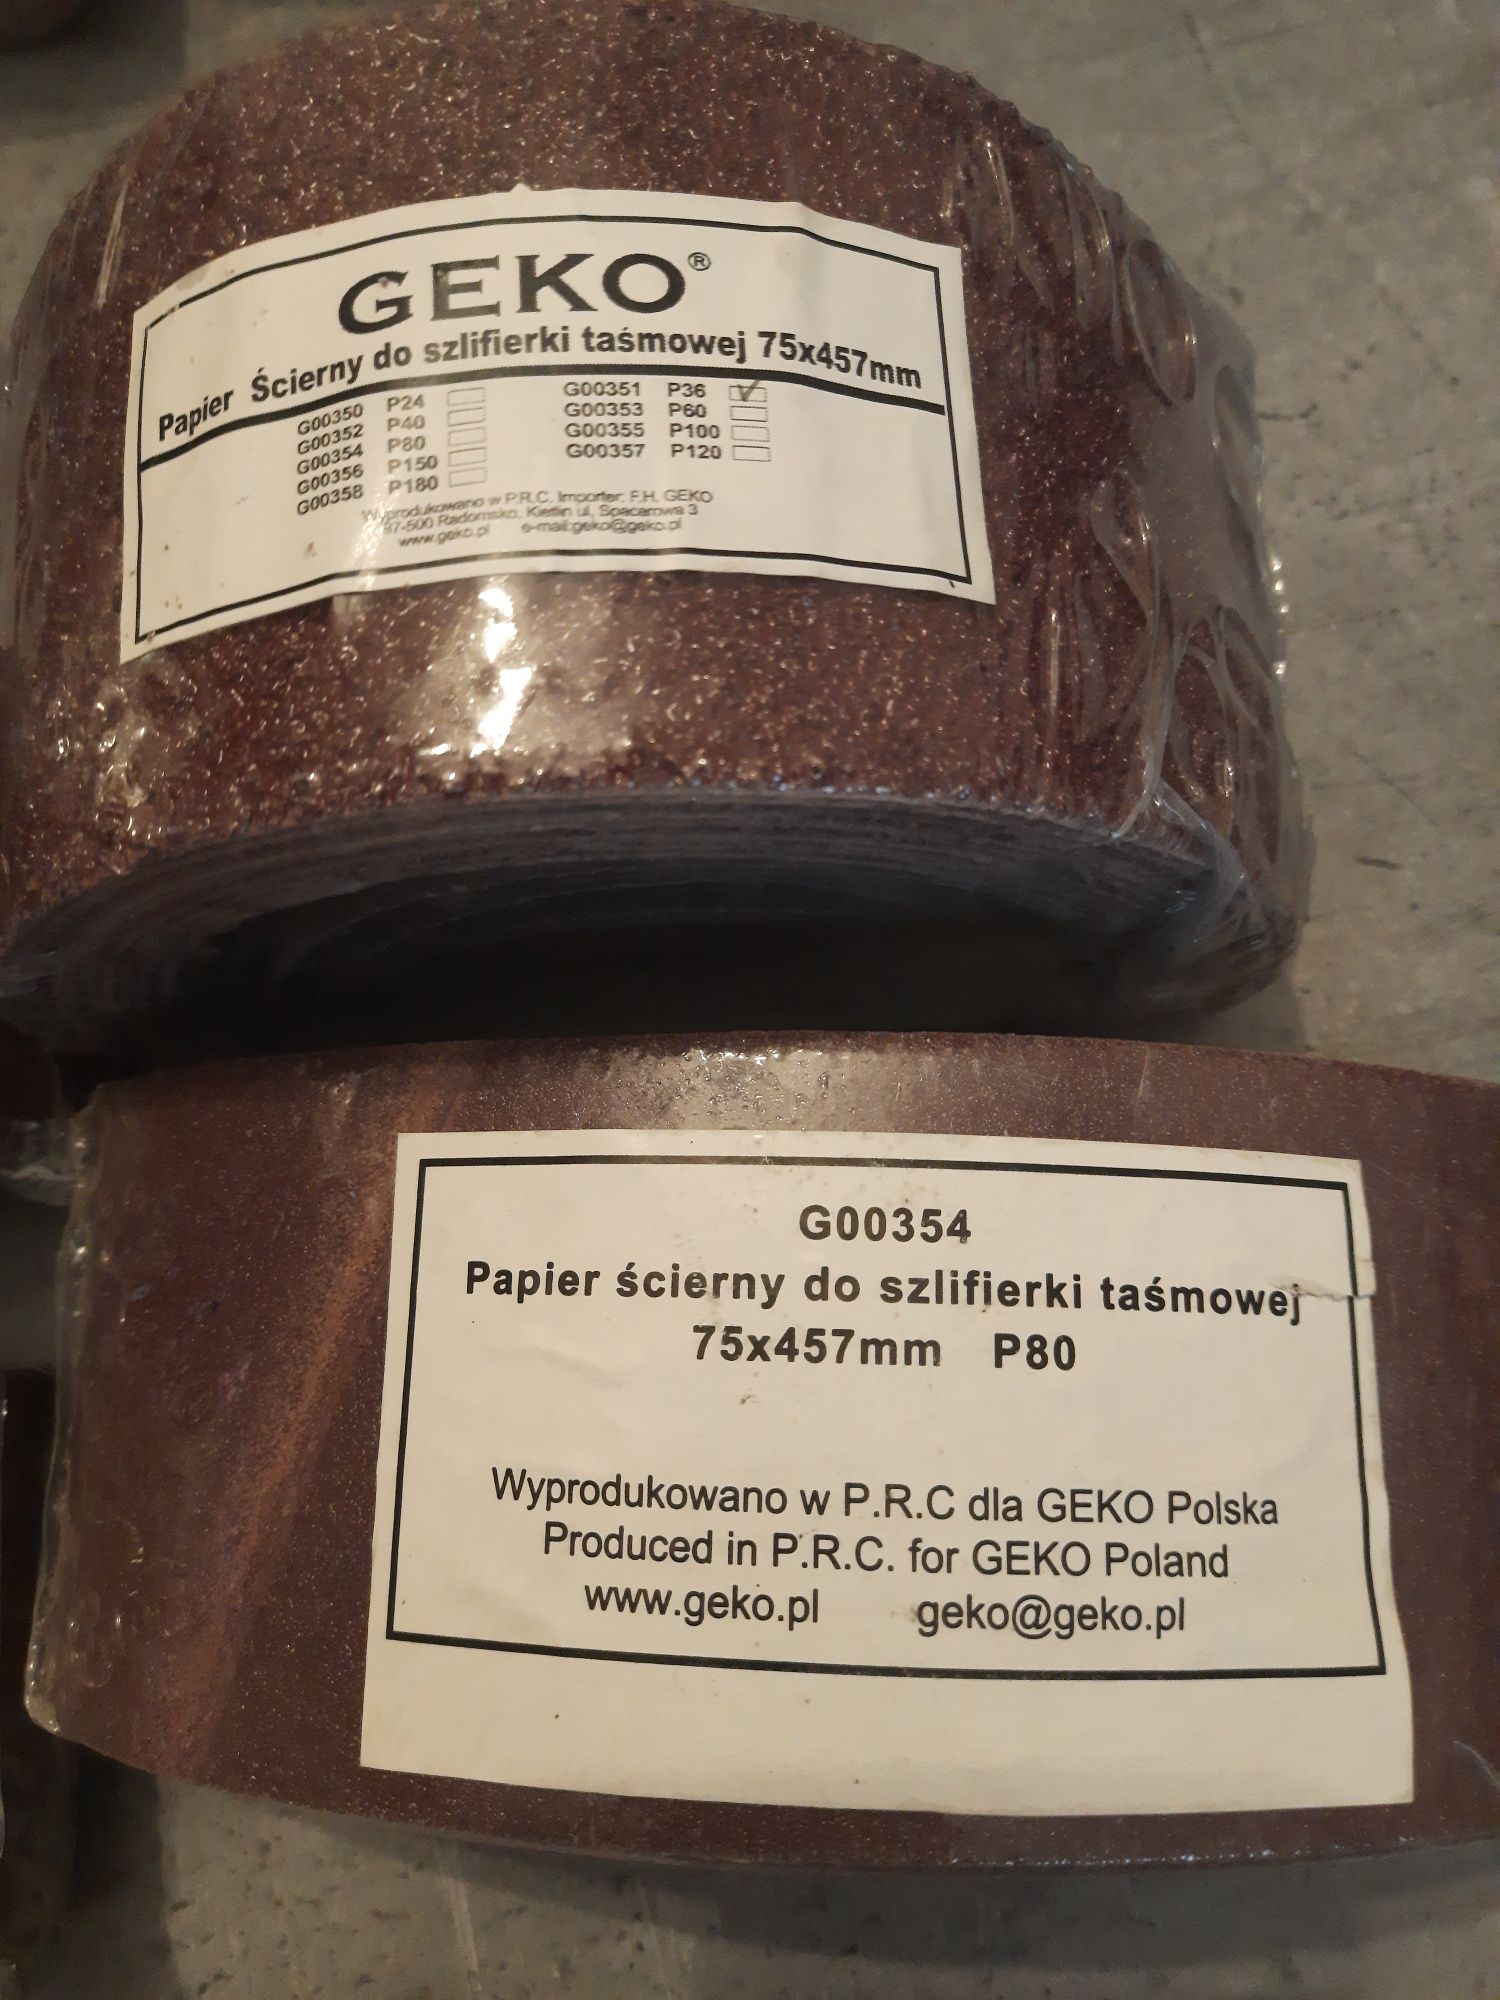 GEKO®
Papier Ścierny do szlifierki taśmowej 75x457mm
G00350 P24 G00351 P36 ✓
G00352 P40 G00353 P60
G00354 P80 G00355 P100
G00356 P150 G00357 P120
G00358 P180
Wyprodukowano w P.R.C. Importer: F.H. GEKO
97-500 Radomsko, Kietlin ul. Spacerowa 3
www.geko.pl e-mail:geko@geko.pl
G00354
Papier ścierny do szlifierki taśmowej
75x457mm P80
Wyprodukowano w P.R.C dla GEKO Polska
Produced in P.R.C. for GEKO Poland
www.geko.pl geko@geko.pl